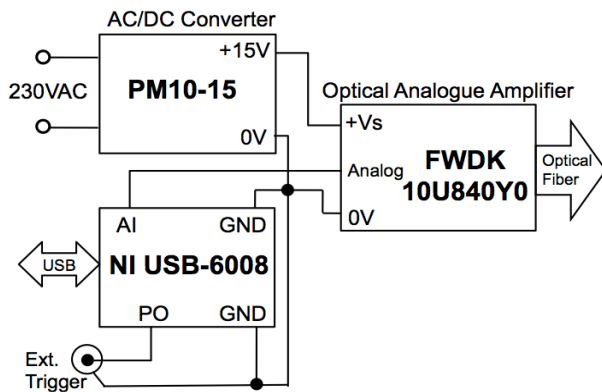 AC/DC Converter
+15V
230VAC
PM10-15
0V
Optical Analogue Amplifier
+Vs
Analog
FWDK
10U840Y0
0V
Optical
Fiber
AI
GND
USB
NI USB-6008
PO
GND
Ext.
Trigger